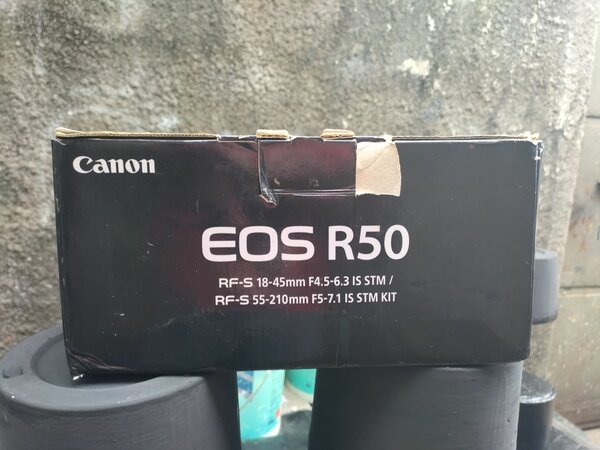 Canon
EOS R50
RF-S 18-45mm F4.5-6.3 IS STM /
RF-S 55-210mm F5-7.1 IS STM KIT